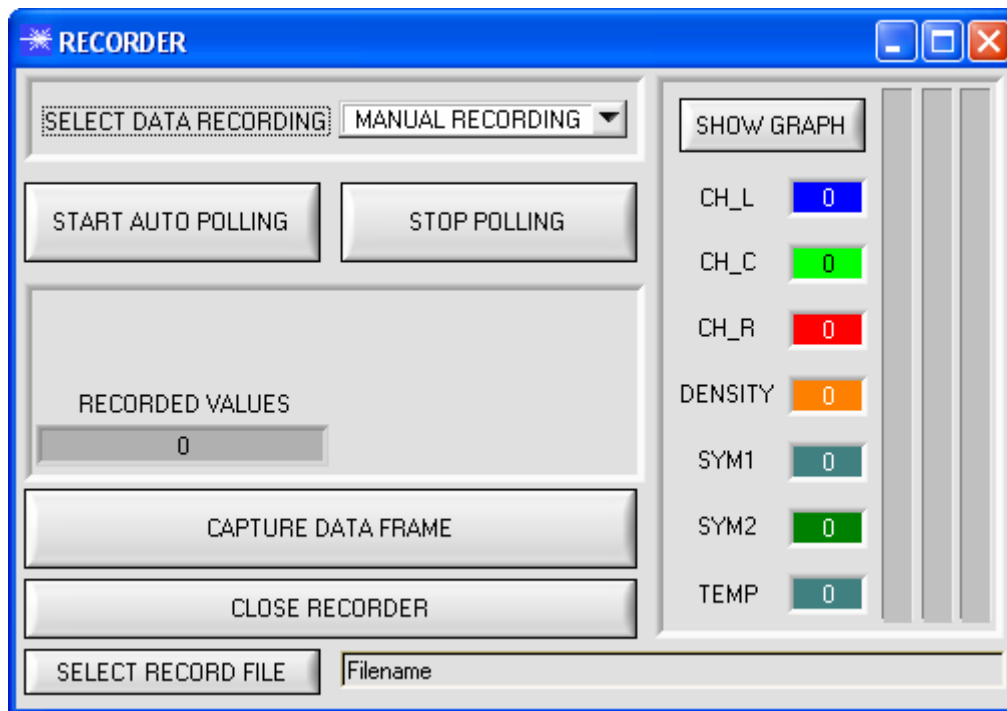 RECORDER
SELECT DATA RECORDING MANUAL RECORDING
START AUTO POLLING STOP POLLING
RECORDED VALUES
0
CAPTURE DATA FRAME
CLOSE RECORDER
SELECT RECORD FILE Filename
SHOW GRAPH
CH_L 0
CH_C 0
CH_R 0
DENSITY 0
SYM1 0
SYM2 0
TEMP 0